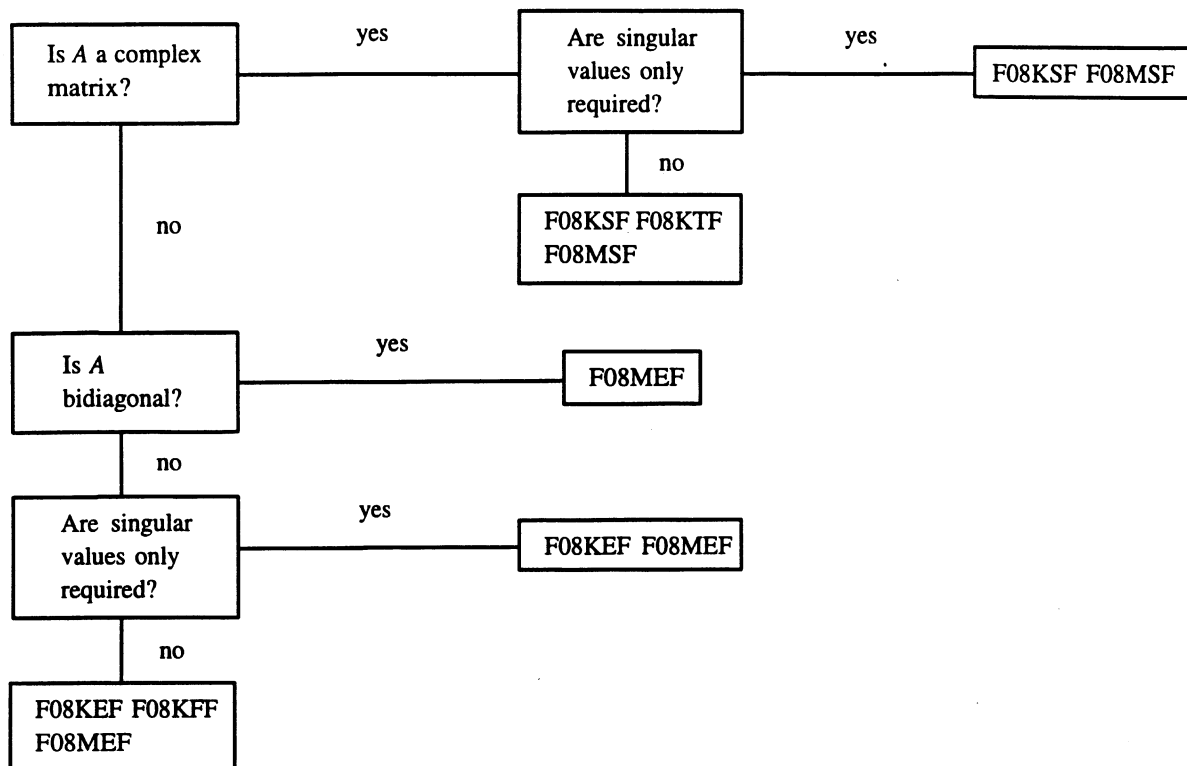 Is A a complex
matrix?
yes
Are singular
values only
required?
yes
F08KSF F08MSF
no
F08KSF F08KTF
F08MSF
no
Is A
bidiagonal?
yes
F08MEF
no
Are singular
values only
required?
yes
F08KEF F08MEF
no
F08KEF F08KFF
F08MEF